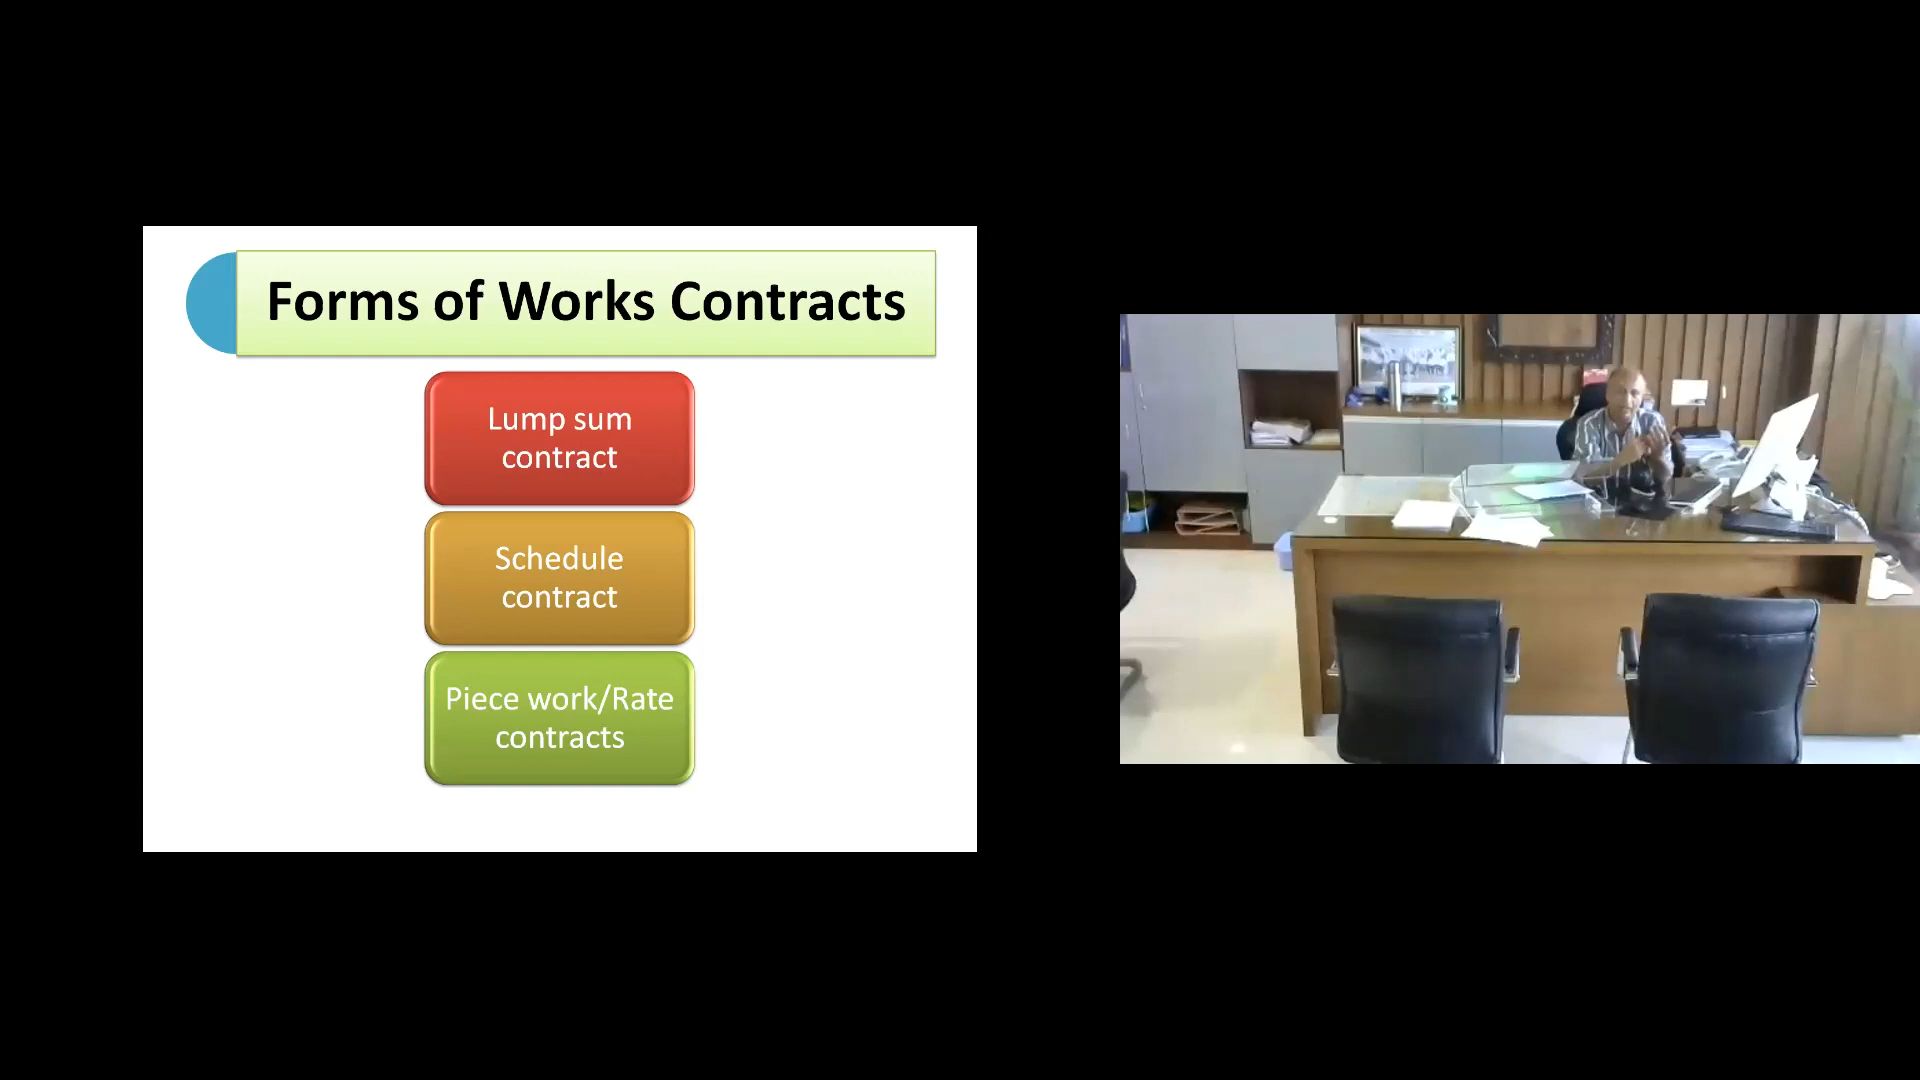 Forms of Works Contracts
Lump sum
contract
Schedule
contract
Piece work/Rate
contracts